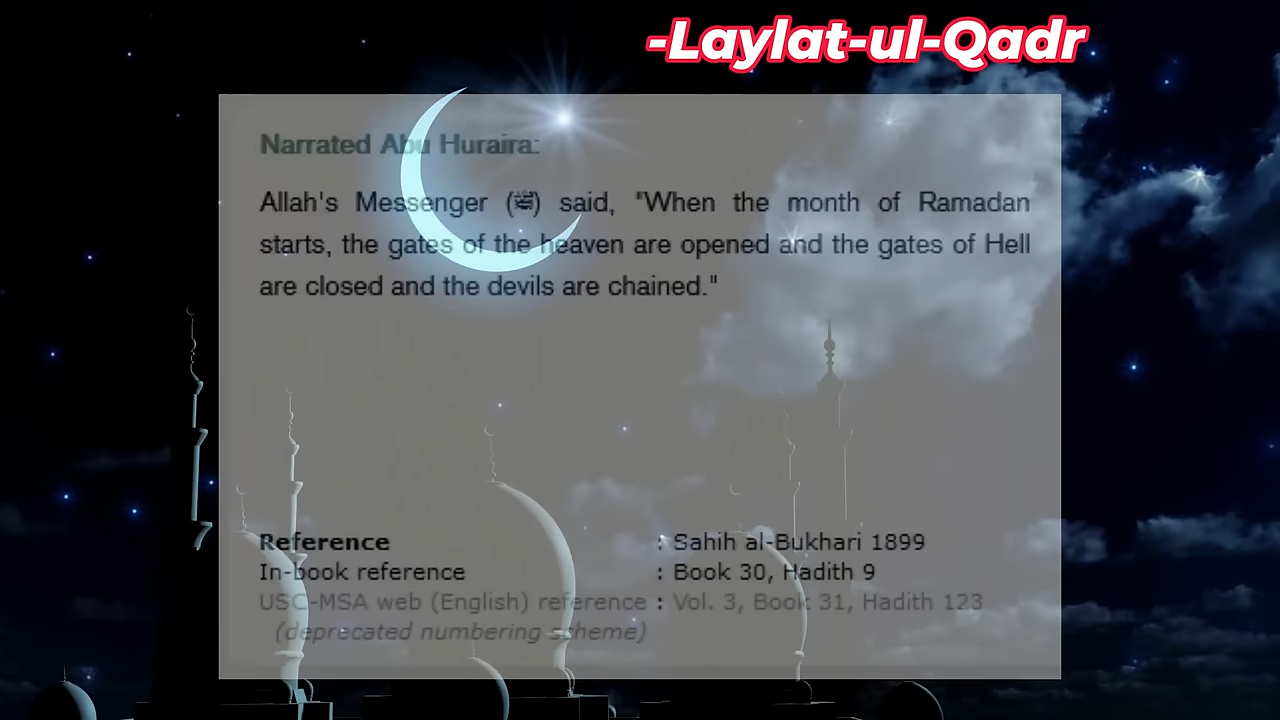 -Laylat-ul-Qadr
Narrated Abu Huraira:
Allah's Messenger (ﷺ) said, "When the month of Ramadan
starts, the gates of the heaven are opened and the gates of Hell
are closed and the devils are chained."
Reference : Sahih al-Bukhari 1899
In-book reference : Book 30, Hadith 9
USC-MSA web (English) reference : Vol. 3, Book 31, Hadith 123
(deprecated numbering scheme)